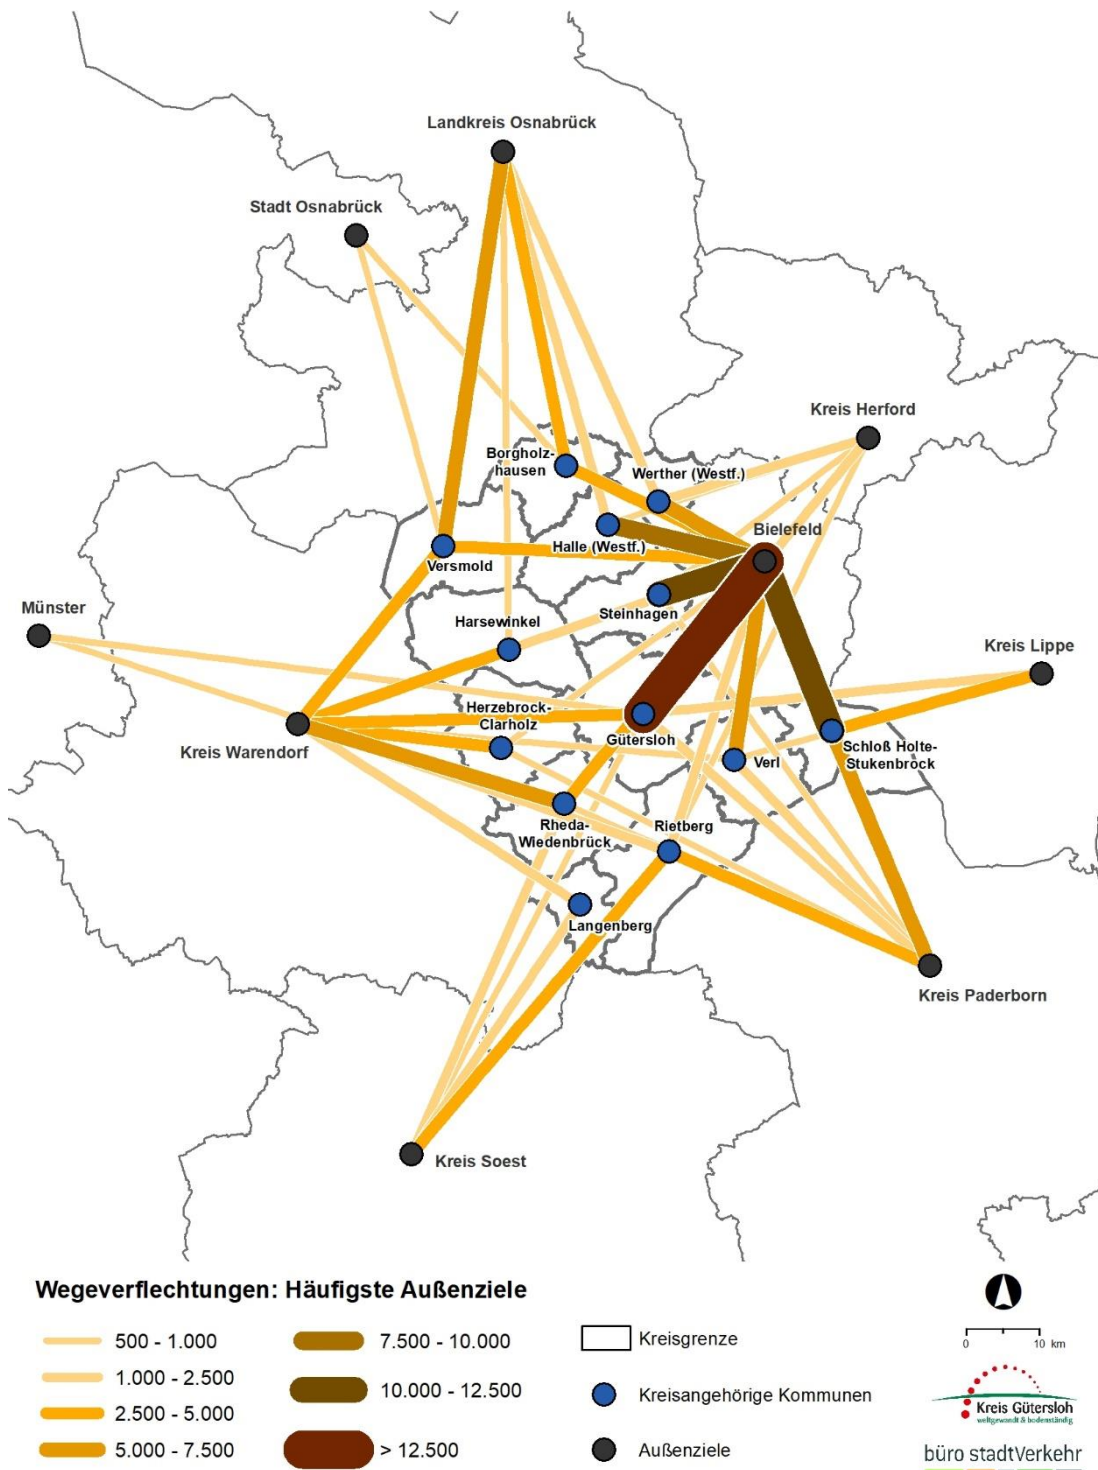 Landkreis Osnabrück
Stadt Osnabrück
Kreis Herford
Borgholz-
hausen
Werther (Westf.)
Bielefeld
Halle (Westf.)
Versmold
Münster
Steinhagen
Harsewinkel
Kreis Lippe
Herzebrock-
Clarholz
Kreis Warendorf
Gütersloh
Schloß Holte-
Stukenbrock
Verl
Rheda-
Wiedenbrück
Rietberg
Langenberg
Kreis Paderborn
Kreis Soest
Wegeverflechtungen: Häufigste Außenziele
500 - 1.000
1.000 - 2.500
2.500 - 5.000
5.000 - 7.500
7.500 - 10.000
10.000 - 12.500
> 12.500
Kreisgrenze
Kreisangehörige Kommunen
Außenziele
0 10 km
Kreis Gütersloh
weltgewandt & bodenständig
büro stadtVerkehr